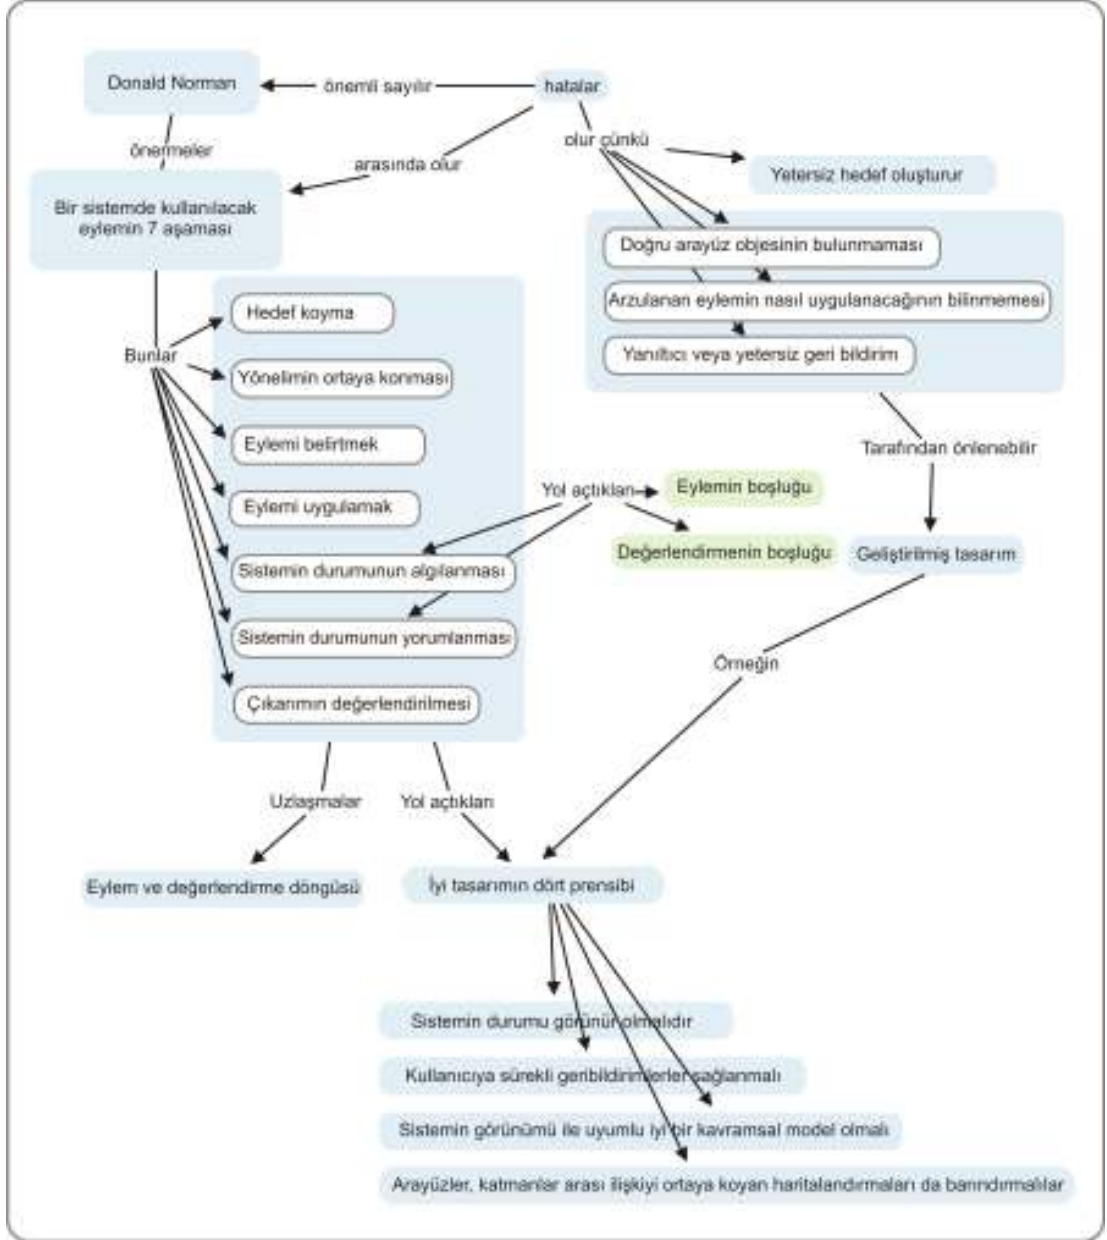 Donald Norman
önemli sayılır
hatalar
önermeler
arasında olur
olur çünkü
Yetersiz hedef oluşturur
Bir sistemde kullanılacak
eylemin 7 aşaması
Doğru arayüz objesinin bulunmaması
Arzulanan eylemin nasıl uygulanacağının bilinmemesi
Yanıltıcı veya yetersiz geri bildirim
Bunlar
Hedef koyma
Yönelimin ortaya konması
Eylemi belirtmek
Eylemi uygulamak
Sistemin durumunun algılanması
Sistemin durumunun yorumlanması
Çıkarımın değerlendirilmesi
Yol açtıkları
Eylemin boşluğu
Değerlendirmenin boşluğu
Tarafından önlenebilir
Geliştirilmiş tasarım
Örneğin
Uzlaşmalar
Yol açtıkları
Eylem ve değerlendirme döngüsü
İyi tasarımın dört prensibi
Sistemin durumu görünür olmalıdır
Kullanıcıya sürekli geribildirimlerler sağlanmalı
Sistemin görünümü ile uyumlu iyi bir kavramsal model olmalı
Arayüzler, katmanlar arası ilişkiyi ortaya koyan haritalandırmaları da barındırmalılar